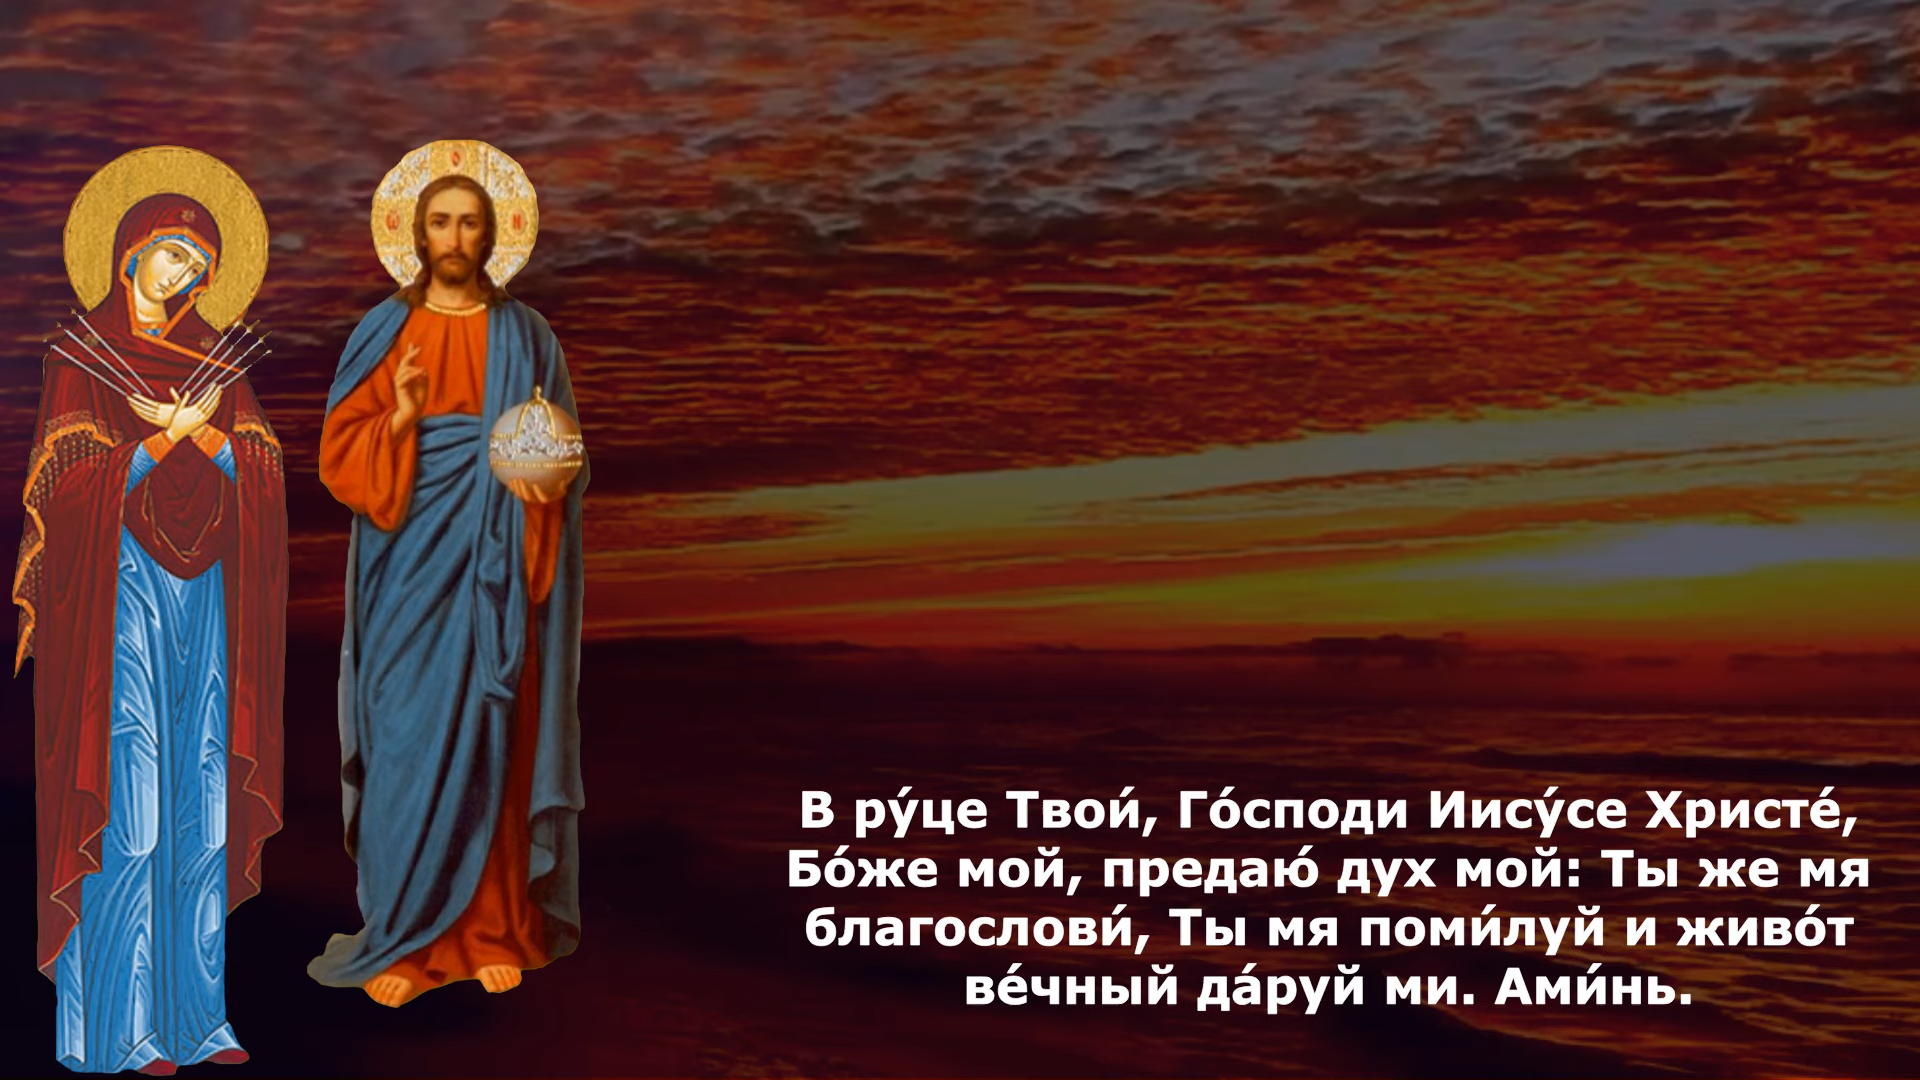 В ру́це Твои́, Го́споди Иису́се Христе́,
Бо́же мой, предаю́ дух мой: Ты же мя
благослови́, Ты мя поми́луй и живо́т
ве́чный да́руй ми. Ами́нь.